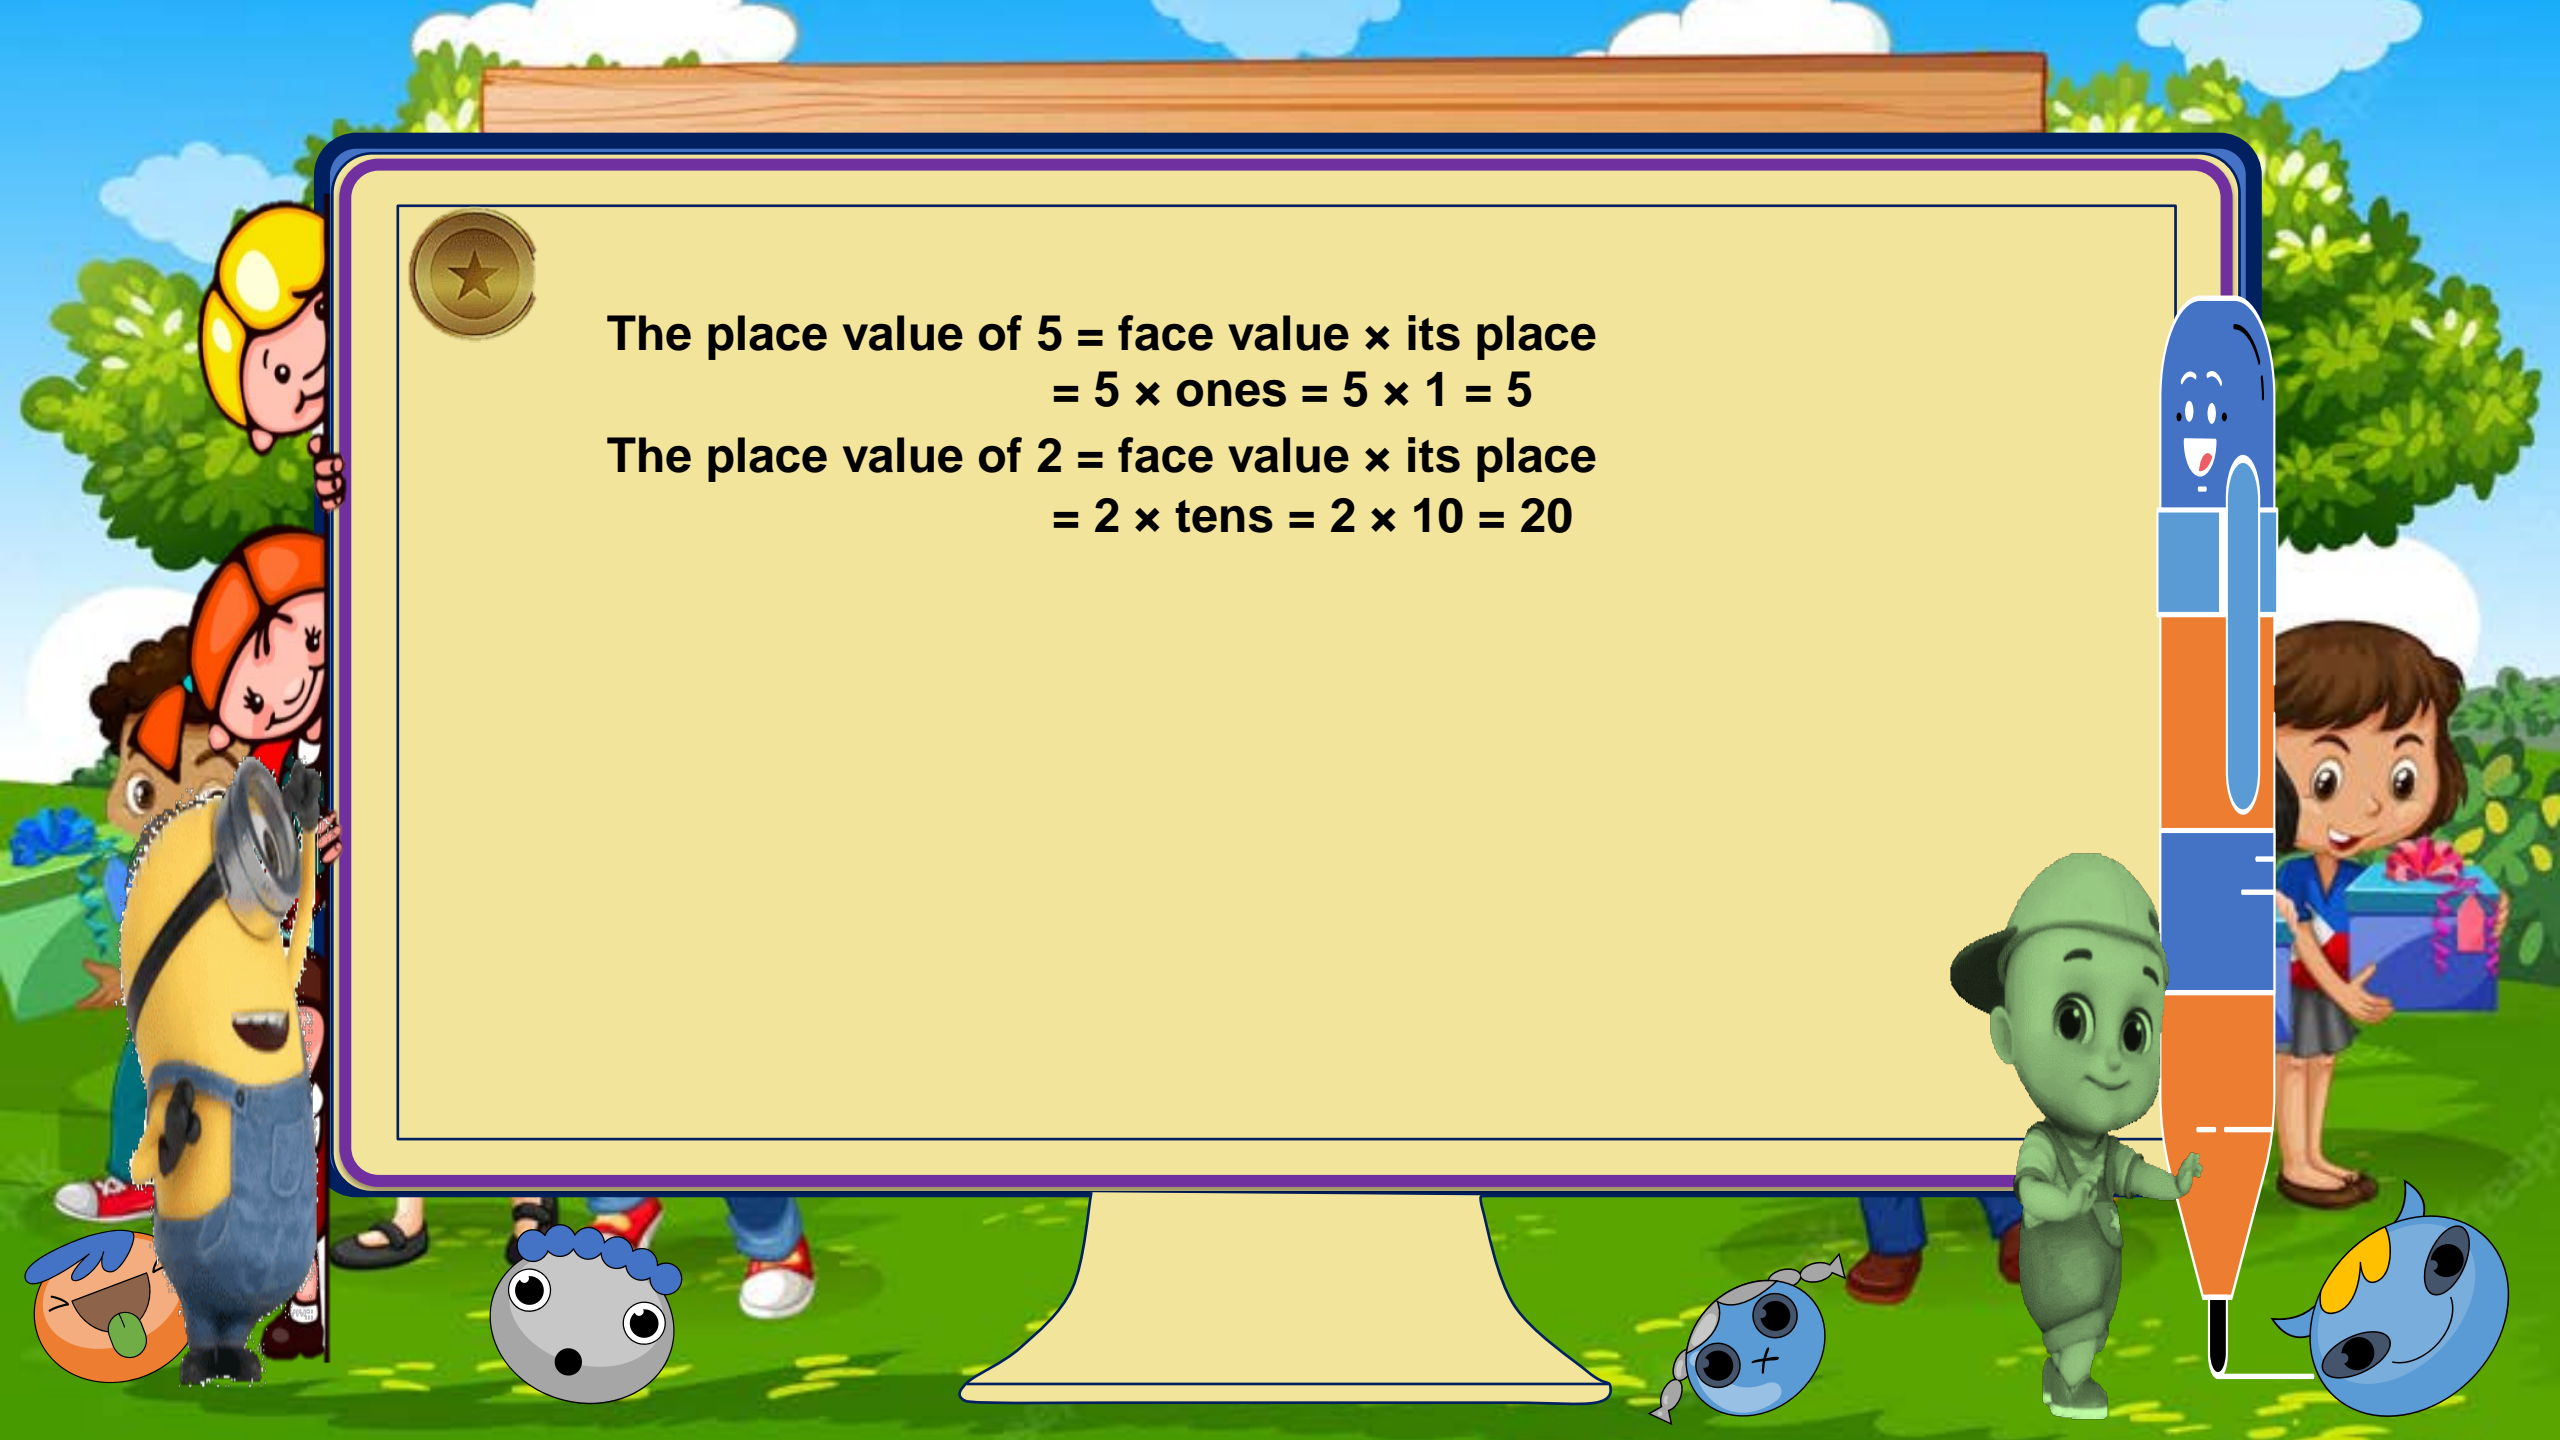 The place value of 5 = face value × its place
= 5 × ones = 5 × 1 = 5
The place value of 2 = face value × its place
= 2 × tens = 2 × 10 = 20